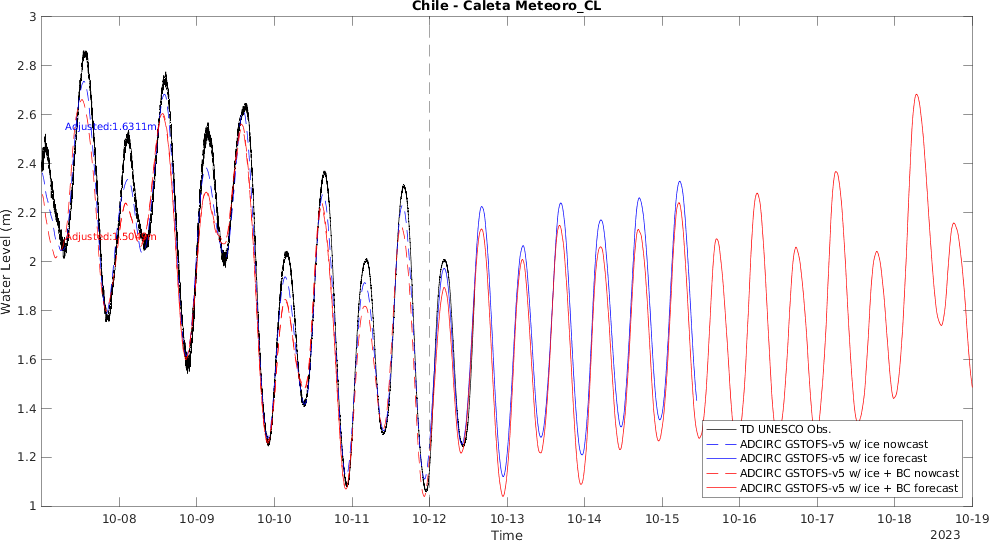 Chile - Caleta Meteoro_CL
Water Level (m)
3
2.8
2.6
2.4
2.2
2
1.8
1.6
1.4
1.2
1
Adjusted:1.6311m
TD UNESCO Obs.
ADCIRC GSTOFS-v5 w/ ice nowcast
ADCIRC GSTOFS-v5 w/ ice forecast
ADCIRC GSTOFS-v5 w/ ice + BC nowcast
ADCIRC GSTOFS-v5 w/ ice + BC forecast
10-08 10-09 10-10 10-11 10-12 10-13 10-14 10-15 10-16 10-17 10-18 10-19
Time
2023